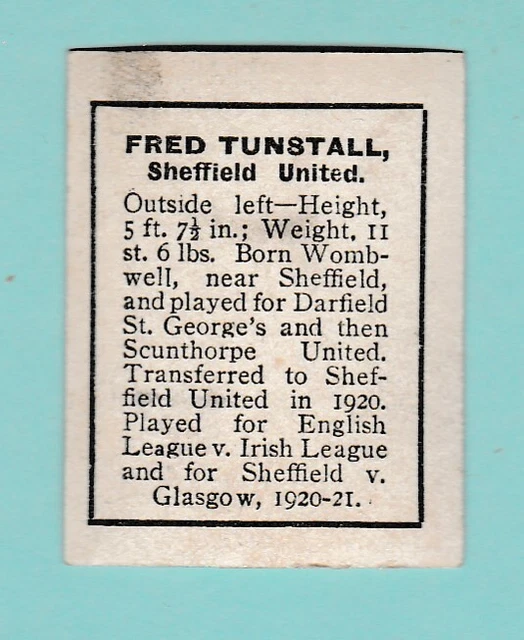 FRED TUNSTALL,
Sheffield United.
Outside left—Height,
5 ft. 7½ in.; Weight, 11
st. 6 lbs. Born Womb-
well, near Sheffield,
and played for Darfield
St. George's and then
Scunthorpe United.
Transferred to Shef-
field United in 1920.
Played for English
League v. Irish League
and for Sheffield v.
Glasgow, 1920-21.